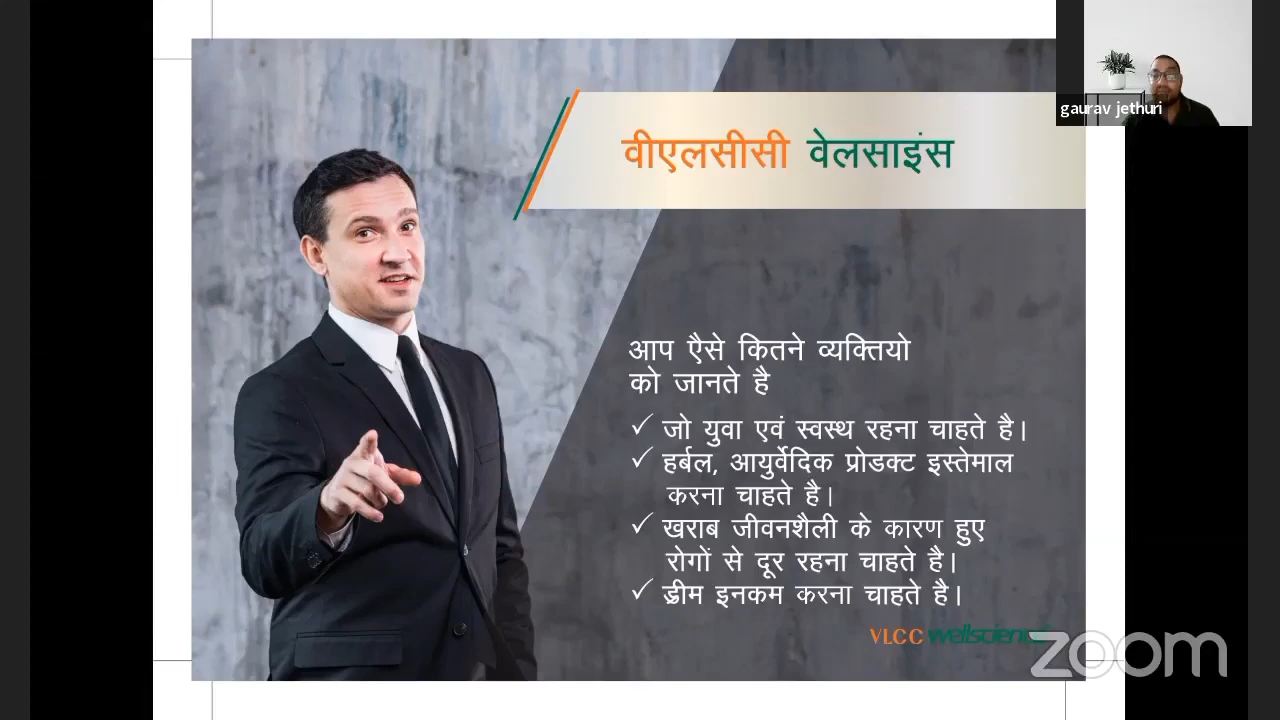 gaurav jethuri
वीएलसीसी वेलसाइंस
आप एैसे कितने व्यक्तियो
को जानते है
✓ जो युवा एवं स्वस्थ रहना चाहते है।
✓ हर्बल, आयुर्वेदिक प्रोडक्ट इस्तेमाल
करना चाहते है।
✓ खराब जीवनशैली के कारण हुए
रोगों से दूर रहना चाहते है।
✓ ड्रीम इनकम करना चाहते है।
VLCC wellscience
zoom